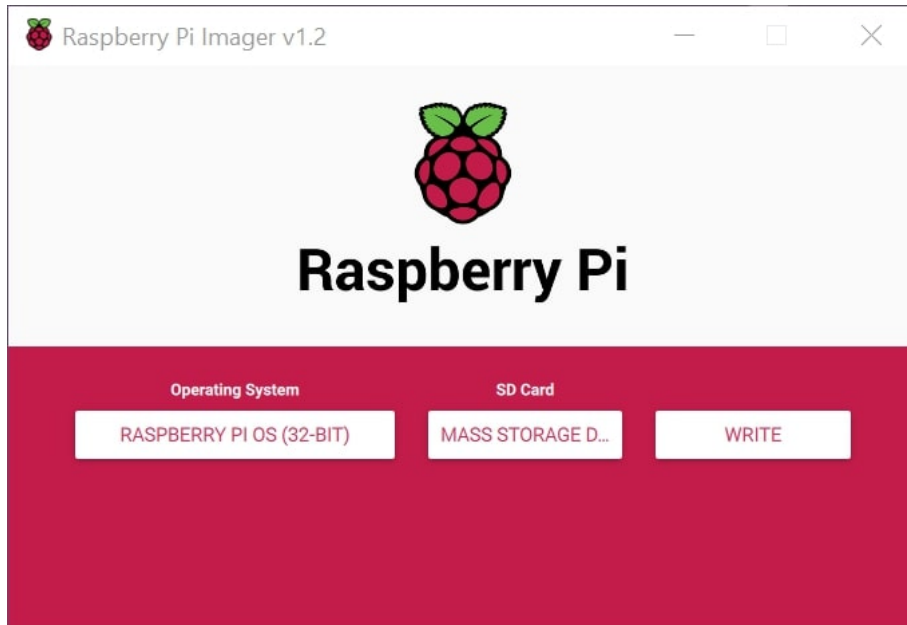 Raspberry Pi Imager v1.2
Raspberry Pi
Operating System
SD Card
RASPBERRY PI OS (32-BIT)
MASS STORAGE D...
WRITE